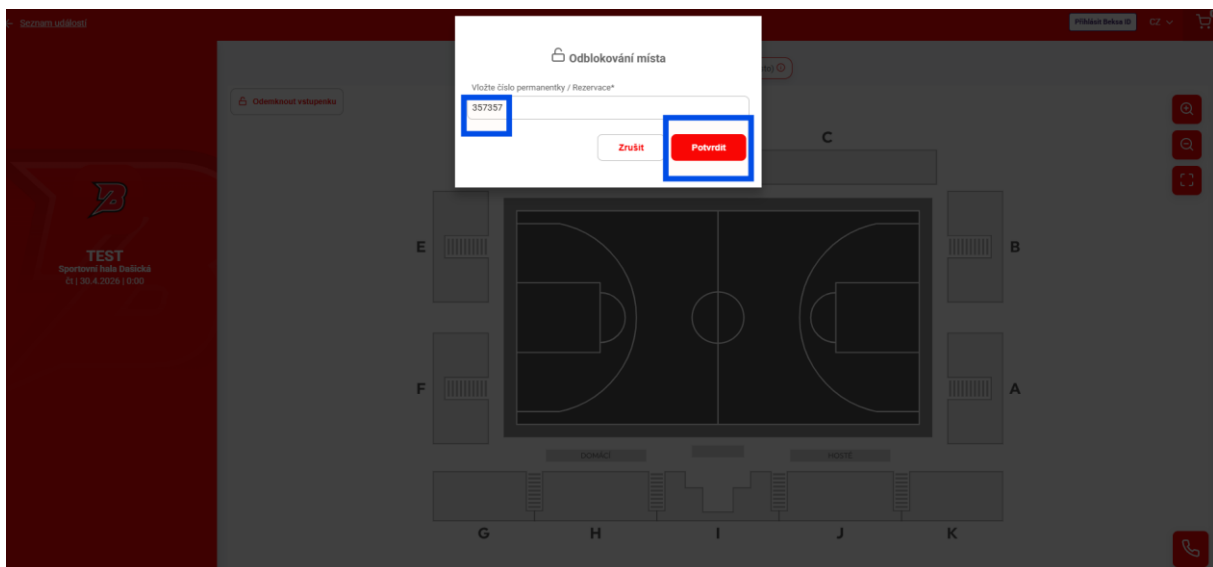 ← Seznam událostí
Přihlásit Beksa ID
CZ
Odblokování místa
Vložte číslo permanentky / Rezervace*
357357
Zrušit
Potvrdit
Odemknout vstupenku
TEST
Sportovní hala Dašická
čt | 30.4.2026 | 0:00
C
E
B
F
A
DOMÁCÍ
HOSTÉ
G
H
I
J
K